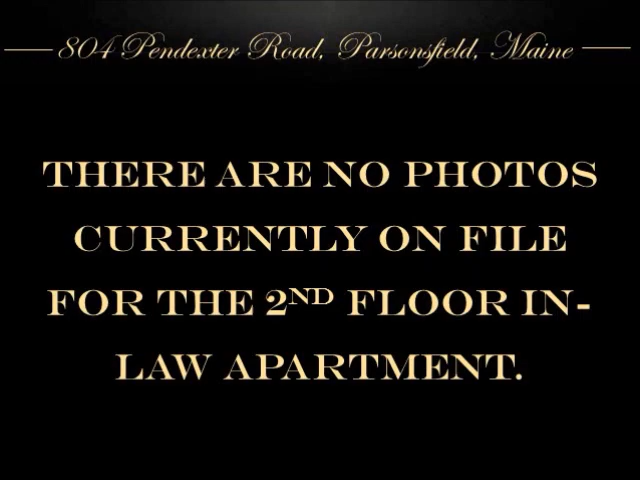 804 Pendexter Road, Parsonsfield, Maine
THERE ARE NO PHOTOS
CURRENTLY ON FILE
FOR THE 2ND FLOOR IN-
LAW APARTMENT.